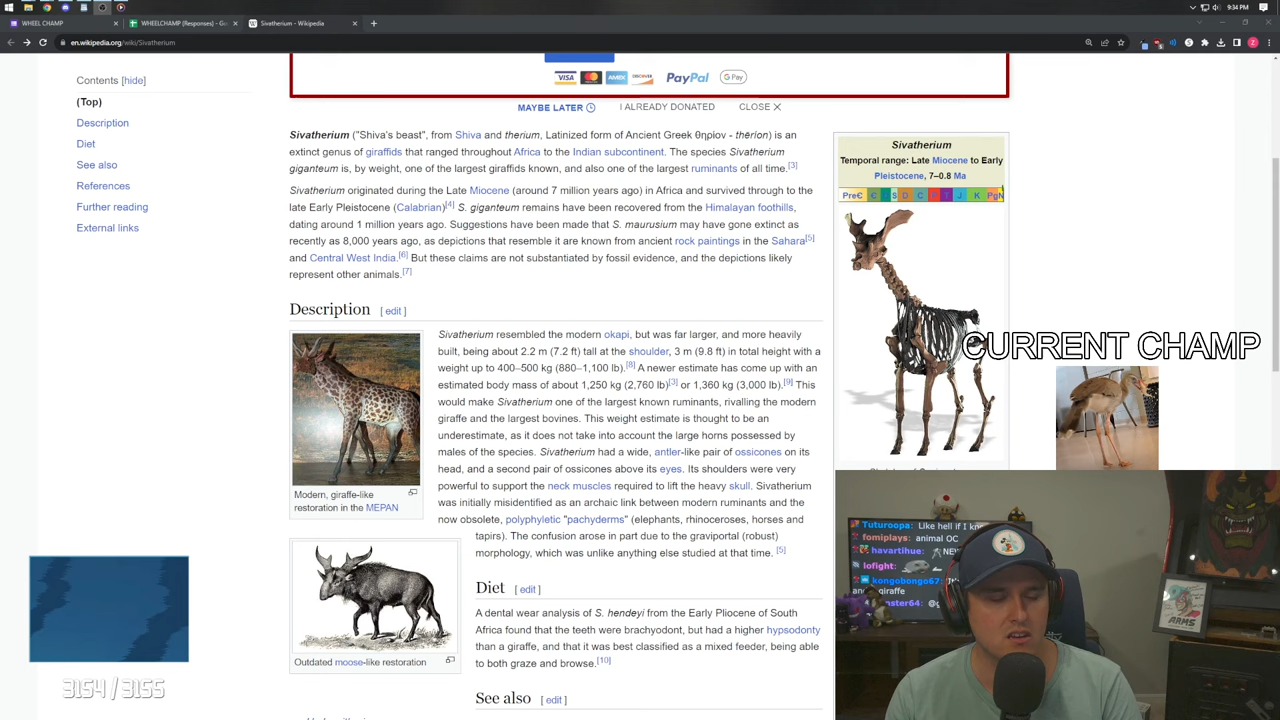 9:34 PM
WHEEL CHAMP
WHEELCHAMP (Responses) - Go
Sivatherium - Wikipedia
en.wikipedia.org/wiki/Sivatherium
VISA
AMEX
DISCOVER
PayPal
G Pay
MAYBE LATER
I ALREADY DONATED
CLOSE
Contents [hide]
(Top)
Description
Diet
See also
References
Further reading
External links
Sivatherium ("Shiva's beast", from Shiva and therium, Latinized form of Ancient Greek θηρίον - thēríon) is an
extinct genus of giraffids that ranged throughout Africa to the Indian subcontinent. The species Sivatherium
giganteum is, by weight, one of the largest giraffids known, and also one of the largest ruminants of all time.[3]
Sivatherium originated during the Late Miocene (around 7 million years ago) in Africa and survived through to the
late Early Pleistocene (Calabrian)[4] S. giganteum remains have been recovered from the Himalayan foothills,
dating around 1 million years ago. Suggestions have been made that S. maurusium may have gone extinct as
recently as 8,000 years ago, as depictions that resemble it are known from ancient rock paintings in the Sahara[5]
and Central West India.[6] But these claims are not substantiated by fossil evidence, and the depictions likely
represent other animals.[7]
Description [ edit ]
Sivatherium resembled the modern okapi, but was far larger, and more heavily
built, being about 2.2 m (7.2 ft) tall at the shoulder, 3 m (9.8 ft) in total height with a
weight up to 400–500 kg (880–1,100 lb).[8] A newer estimate has come up with an
estimated body mass of about 1,250 kg (2,760 lb)[3] or 1,360 kg (3,000 lb).[9] This
would make Sivatherium one of the largest known ruminants, rivalling the modern
giraffe and the largest bovines. This weight estimate is thought to be an
underestimate, as it does not take into account the large horns possessed by
males of the species. Sivatherium had a wide, antler-like pair of ossicones on its
head, and a second pair of ossicones above its eyes. Its shoulders were very
powerful to support the neck muscles required to lift the heavy skull. Sivatherium
was initially misidentified as an archaic link between modern ruminants and the
now obsolete, polyphyletic "pachyderms" (elephants, rhinoceroses, horses and
tapirs). The confusion arose in part due to the graviportal (robust)
morphology, which was unlike anything else studied at that time. [5]
Modern, giraffe-like
restoration in the MEPAN
Outdated moose-like restoration
Diet [ edit ]
A dental wear analysis of S. hendeyi from the Early Pliocene of South
Africa found that the teeth were brachyodont, but had a higher hypsodonty
than a giraffe, and that it was best classified as a mixed feeder, being able
to both graze and browse.[10]
See also [ edit ]
Sivatherium
Temporal range: Late Miocene to Early
Pleistocene, 7–0.8 Ma
PreꞒ Ꞓ O S D C P T J K PgN
CURRENT CHAMP
Tuturoopa: Like hell if I kn
fomiplays: animal OC
havartihue:
NEW
lofight:
kongobongo67:
giraffe
ARMS
3154 / 3155